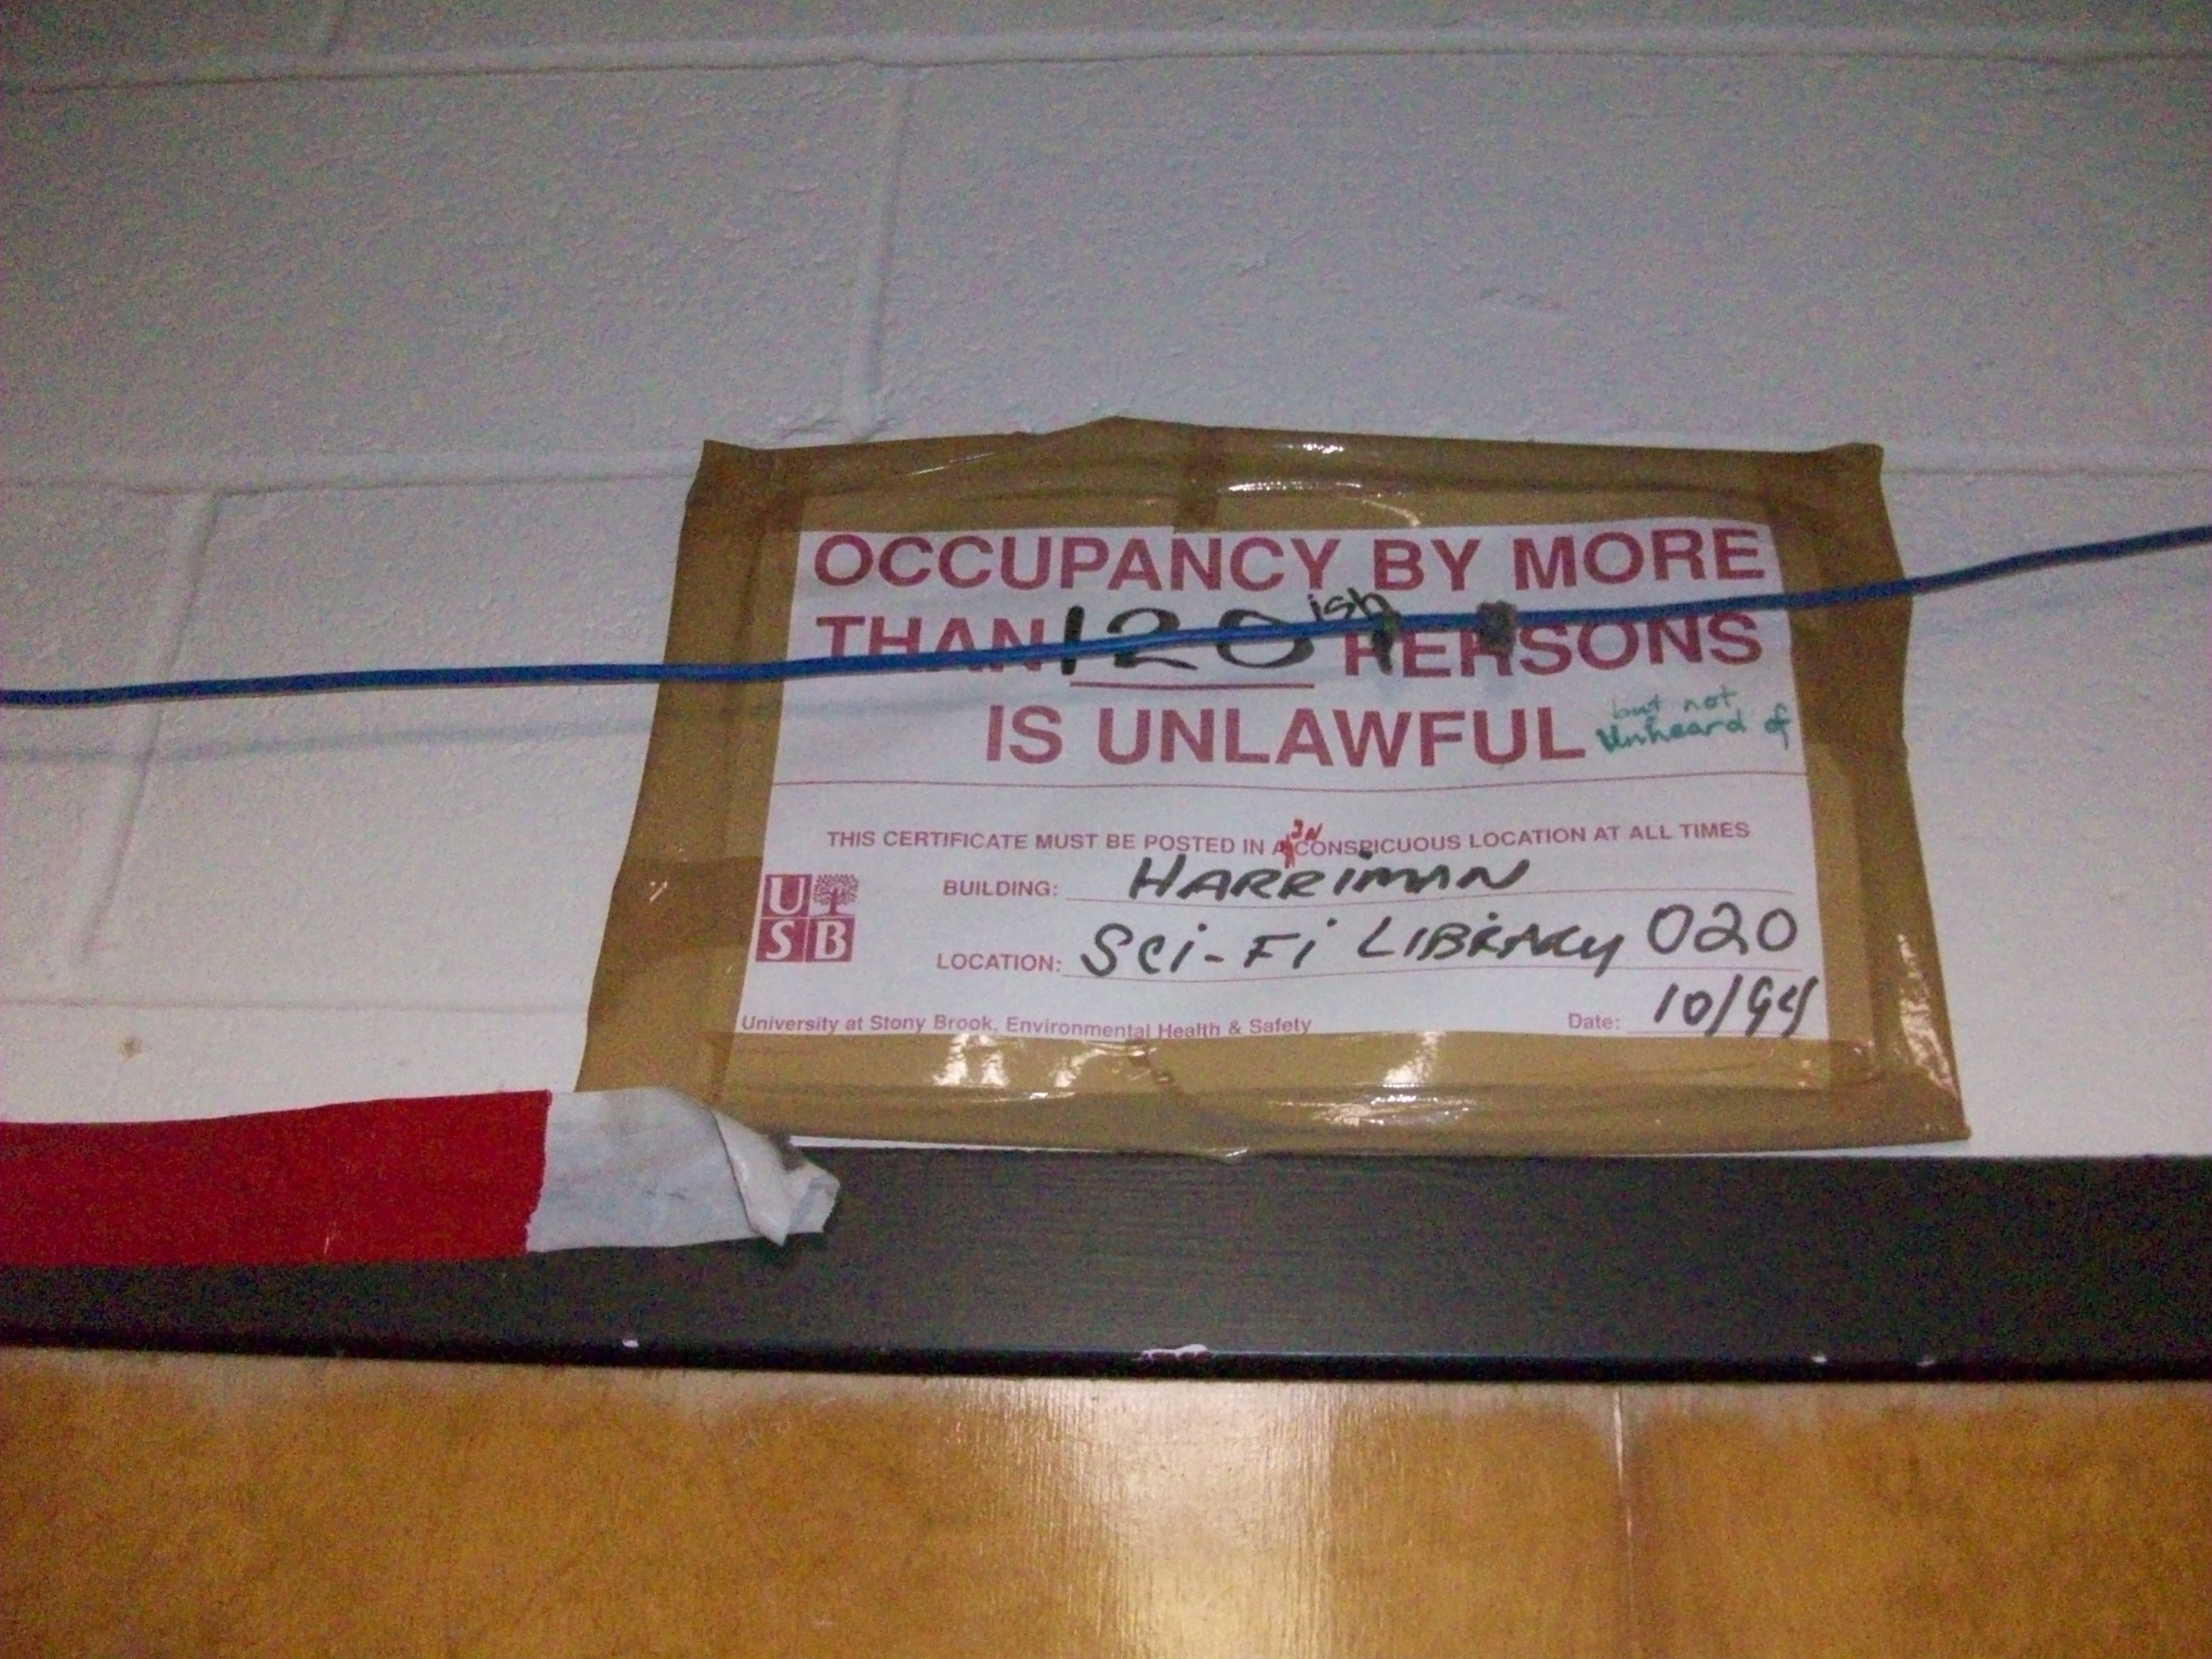 OCCUPANCY BY MORE
THAN 120 ish PERSONS
IS UNLAWFUL but not
unheard of
THIS CERTIFICATE MUST BE POSTED IN A IN CONSPICUOUS LOCATION AT ALL TIMES
U
SB
BUILDING: HARRIMAN
LOCATION: SCi-Fi LIBRARY 020
University at Stony Brook, Environmental Health & Safety
Date: 10/94